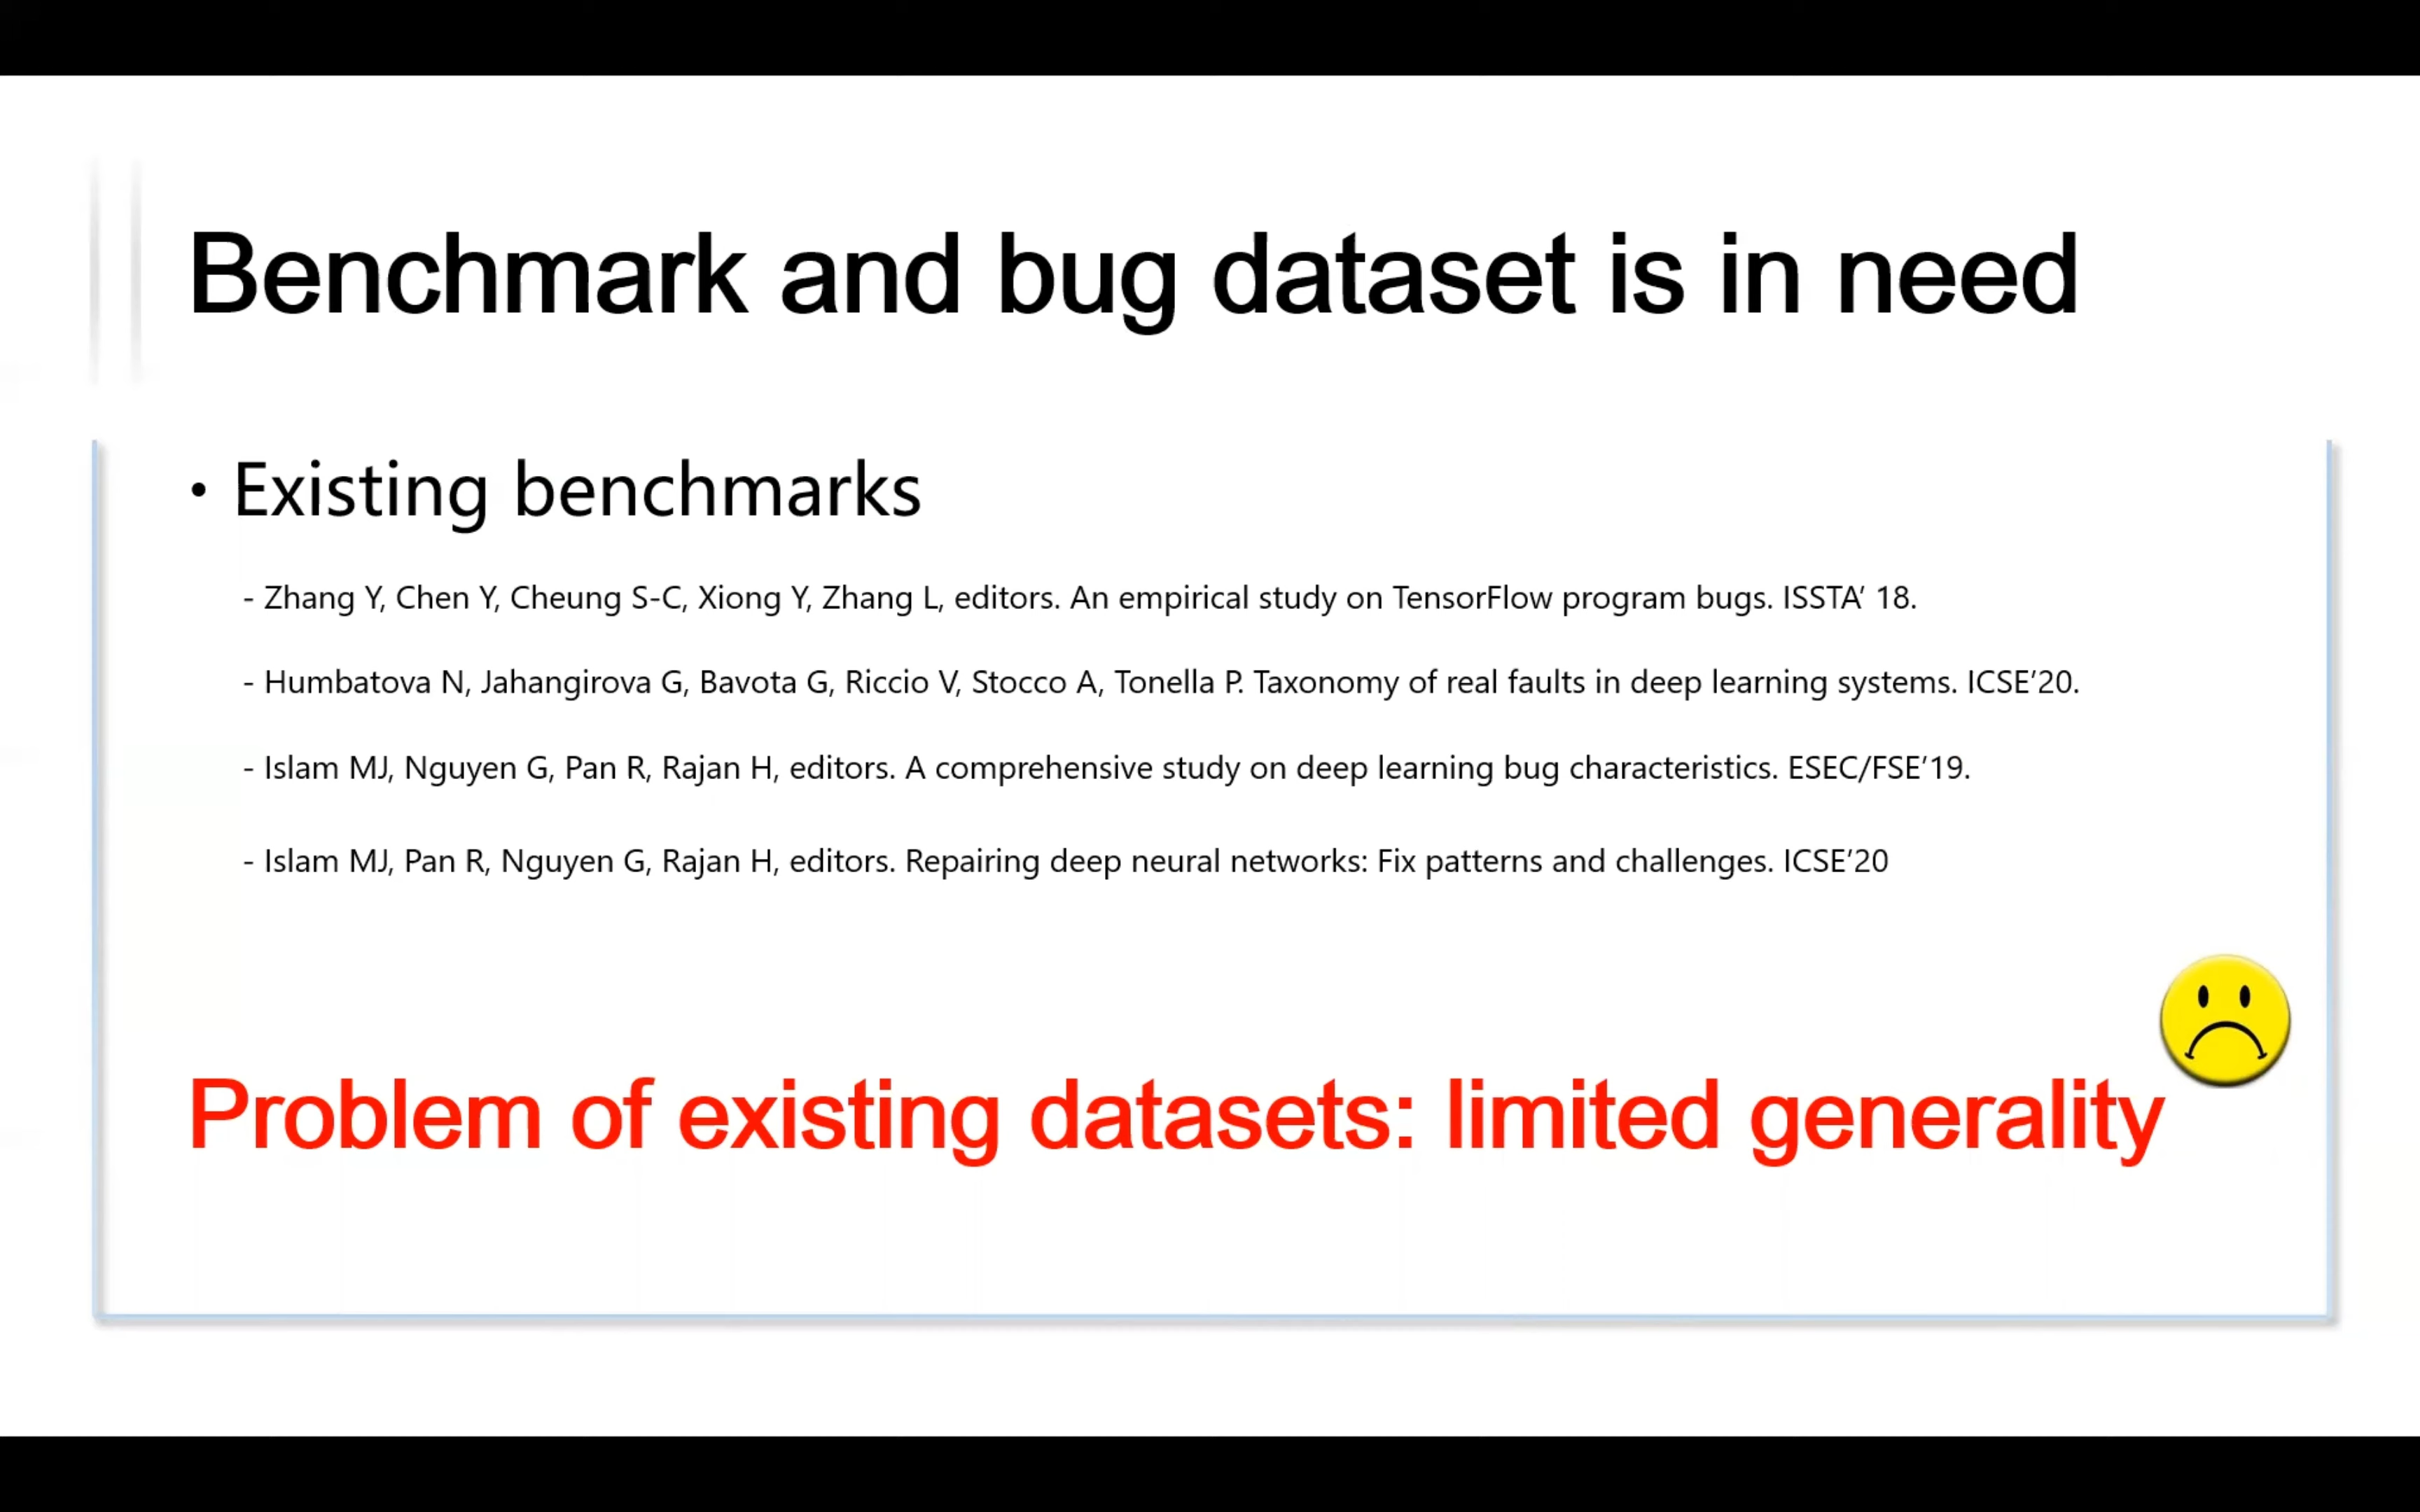 Benchmark and bug dataset is in need
• Existing benchmarks
- Zhang Y, Chen Y, Cheung S-C, Xiong Y, Zhang L, editors. An empirical study on TensorFlow program bugs. ISSTA’ 18.
- Humbatova N, Jahangirova G, Bavota G, Riccio V, Stocco A, Tonella P. Taxonomy of real faults in deep learning systems. ICSE’20.
- Islam MJ, Nguyen G, Pan R, Rajan H, editors. A comprehensive study on deep learning bug characteristics. ESEC/FSE’19.
- Islam MJ, Pan R, Nguyen G, Rajan H, editors. Repairing deep neural networks: Fix patterns and challenges. ICSE’20
Problem of existing datasets: limited generality